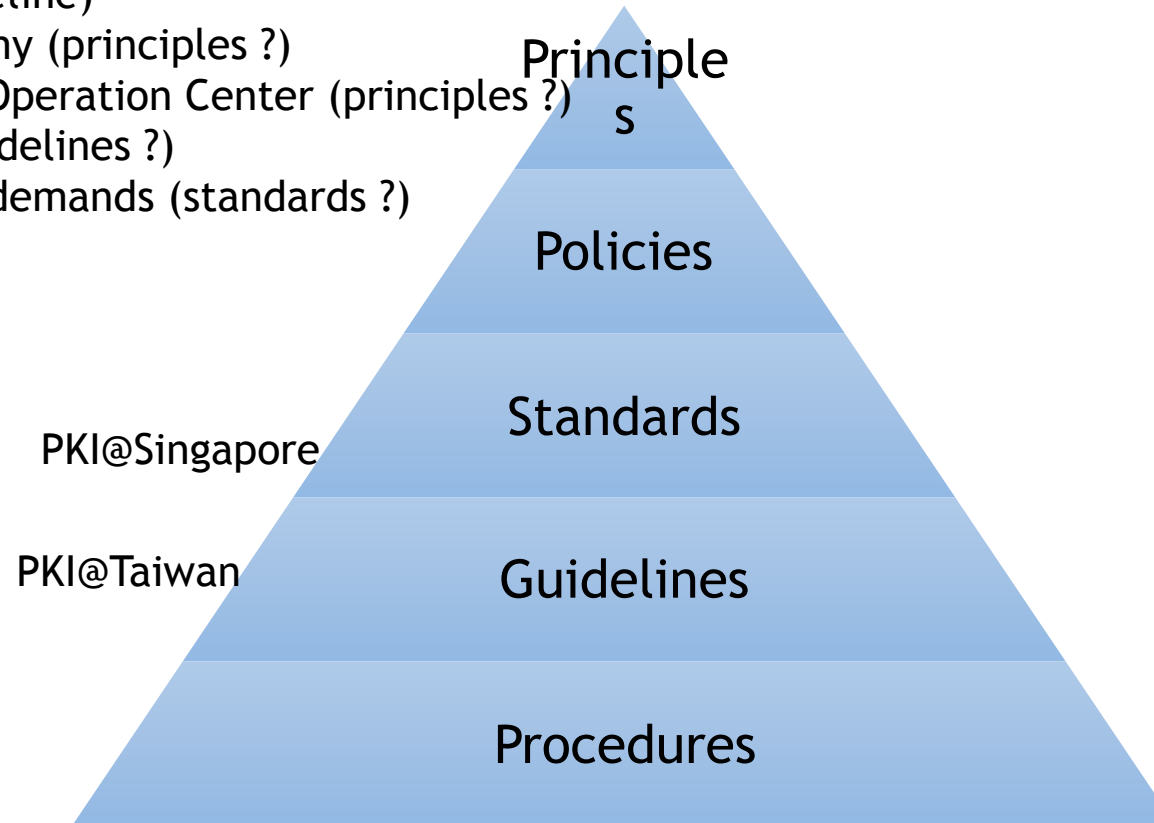 ny (principles ?)
Operation Center (principles ?)
delines ?)
demands (standards ?)
Principle
s
Policies
Standards
PKI@Singapore
PKI@Taiwan
Guidelines
Procedures